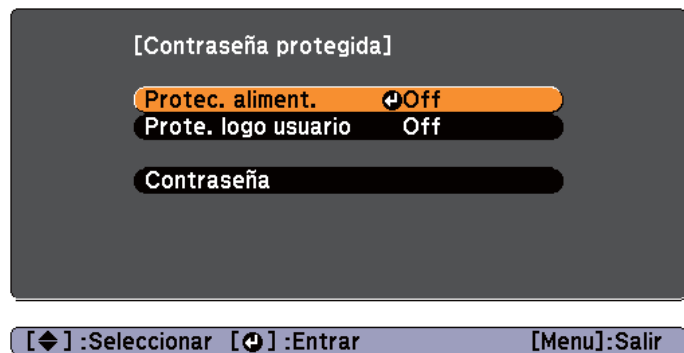 [Contraseña protegida]
Protec. aliment. Off
Prote. logo usuario Off
Contraseña
[ ] :Seleccionar [ ] :Entrar [Menu]:Salir